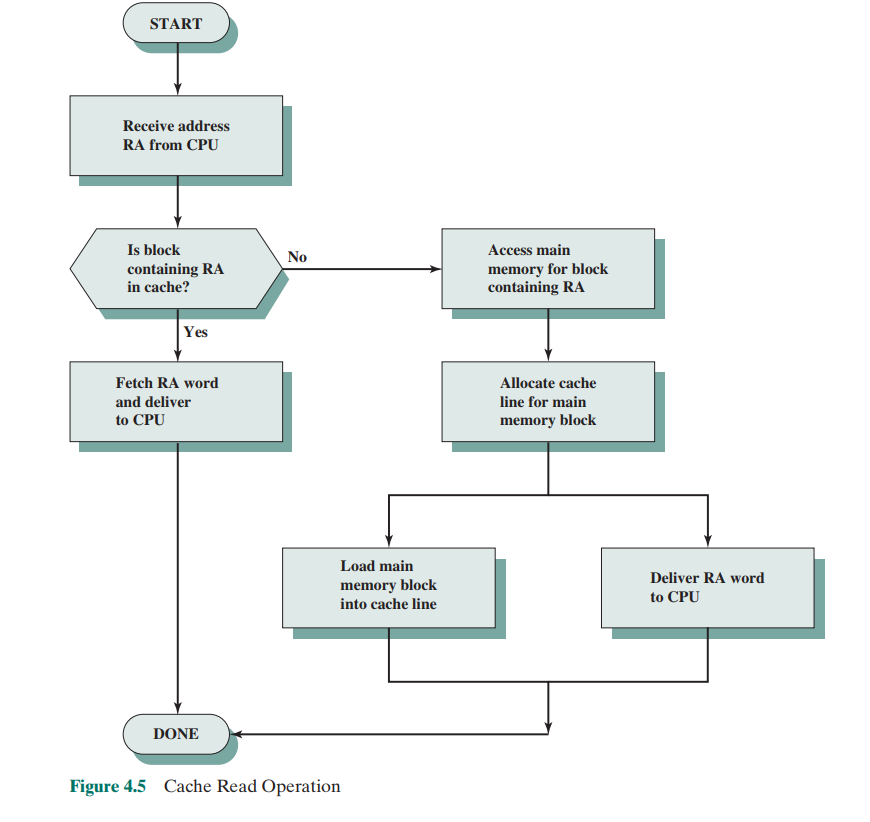 START
Receive address
RA from CPU
Is block
containing RA
in cache?
No
Access main
memory for block
containing RA
Yes
Fetch RA word
and deliver
to CPU
Allocate cache
line for main
memory block
Load main
memory block
into cache line
Deliver RA word
to CPU
DONE
Figure 4.5 Cache Read Operation